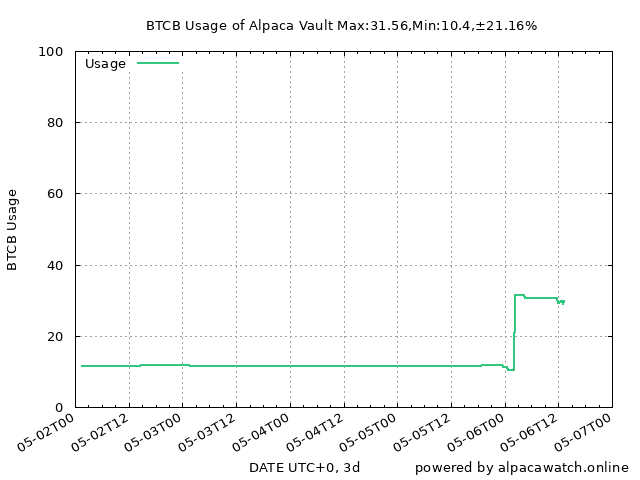 BTCB Usage of Alpaca Vault Max:31.56,Min:10.4,±21.16%
Usage
BTCB Usage
100
80
60
40
20
0
05-02T00 05-02T12 05-03T00 05-03T12 05-04T00 05-04T12 05-05T00 05-05T12 05-06T00 05-06T12 05-07T00
DATE UTC+0, 3d
powered by alpacawatch.online